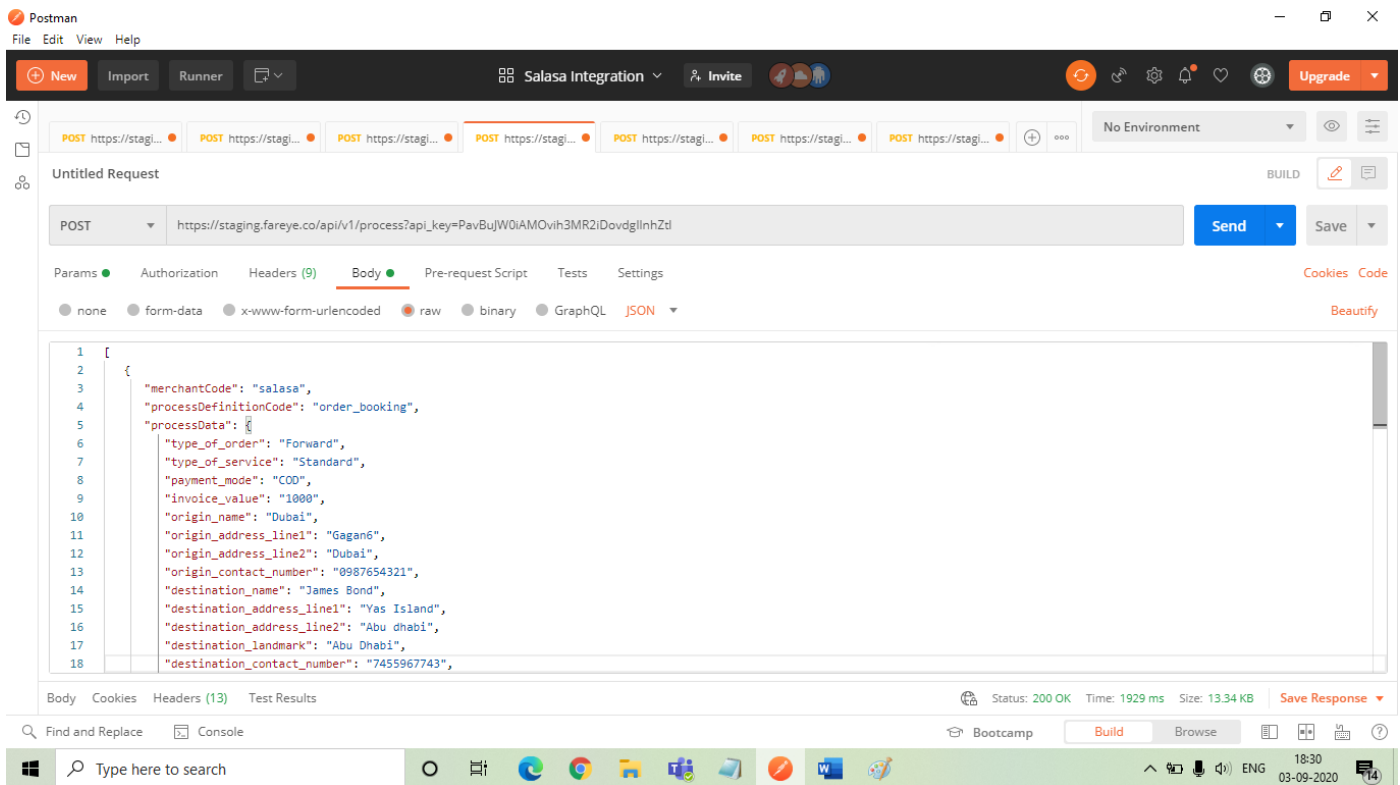 Postman
File Edit View Help
New Import Runner Salasa Integration Invite Upgrade
POST https://stagi... POST https://stagi... POST https://stagi... POST https://stagi... POST https://stagi... POST https://stagi... POST https://stagi... No Environment
Untitled Request BUILD
POST https://staging.fareye.co/api/v1/process?api_key=PavBuJW0iAMOvih3MR2iDovdgIlnhZtl Send Save
Params Authorization Headers (9) Body Pre-request Script Tests Settings Cookies Code
none form-data x-www-form-urlencoded raw binary GraphQL JSON Beautify
1 [
2 {
3 "merchantCode": "salasa",
4 "processDefinitionCode": "order_booking",
5 "processData": {
6 "type_of_order": "Forward",
7 "type_of_service": "Standard",
8 "payment_mode": "COD",
9 "invoice_value": "1000",
10 "origin_name": "Dubai",
11 "origin_address_line1": "Gagan6",
12 "origin_address_line2": "Dubai",
13 "origin_contact_number": "0987654321",
14 "destination_name": "James Bond",
15 "destination_address_line1": "Yas Island",
16 "destination_address_line2": "Abu dhabi",
17 "destination_landmark": "Abu Dhabi",
18 "destination_contact_number": "7455967743",
Body Cookies Headers (13) Test Results Status: 200 OK Time: 1929 ms Size: 13.34 KB Save Response
Find and Replace Console Bootcamp Build Browse
Type here to search ENG 18:30
03-09-2020 14